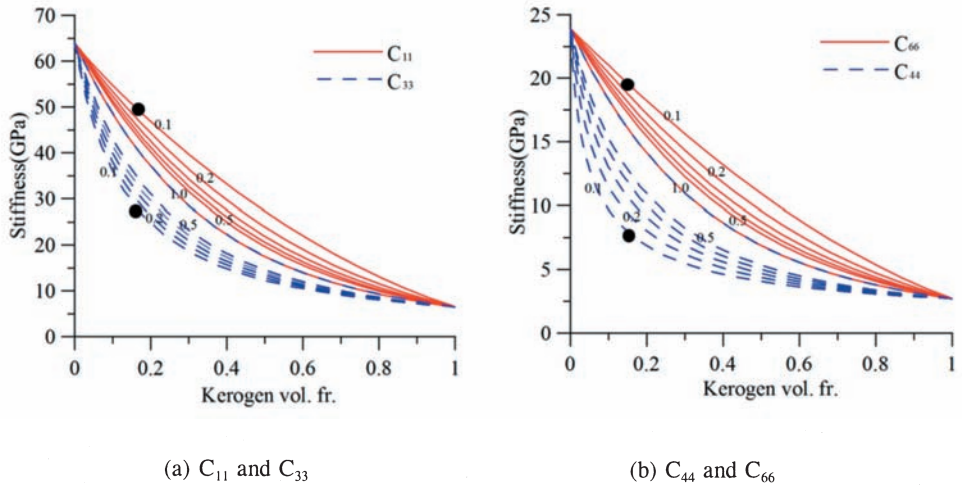 70
60
50
40
30
20
10
0
Stiffness(GPa)
C₁₁
C₃₃
0.1
0.2
1.0
0.5
0.1
0.2
0.5
0 0.2 0.4 0.6 0.8 1
Kerogen vol. fr.
(a) C₁₁ and C₃₃
25
20
15
10
5
0
Stiffness(GPa)
C₆₆
C₄₄
0.1
0.2
1.0
0.5
0.1
0.2
0.5
0 0.2 0.4 0.6 0.8 1
Kerogen vol. fr.
(b) C₄₄ and C₆₆